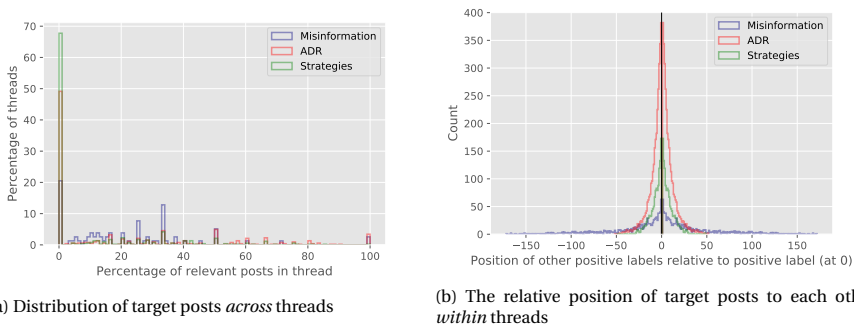 70
60
50
40
30
20
10
0
Percentage of threads
Misinformation
ADR
Strategies
0 20 40 60 80 100
Percentage of relevant posts in thread
) Distribution of target posts across threads
400
350
300
250
200
150
100
50
0
Count
Misinformation
ADR
Strategies
−150 −100 −50 0 50 100 150
Position of other positive labels relative to positive label (at 0)
(b) The relative position of target posts to each
within threads